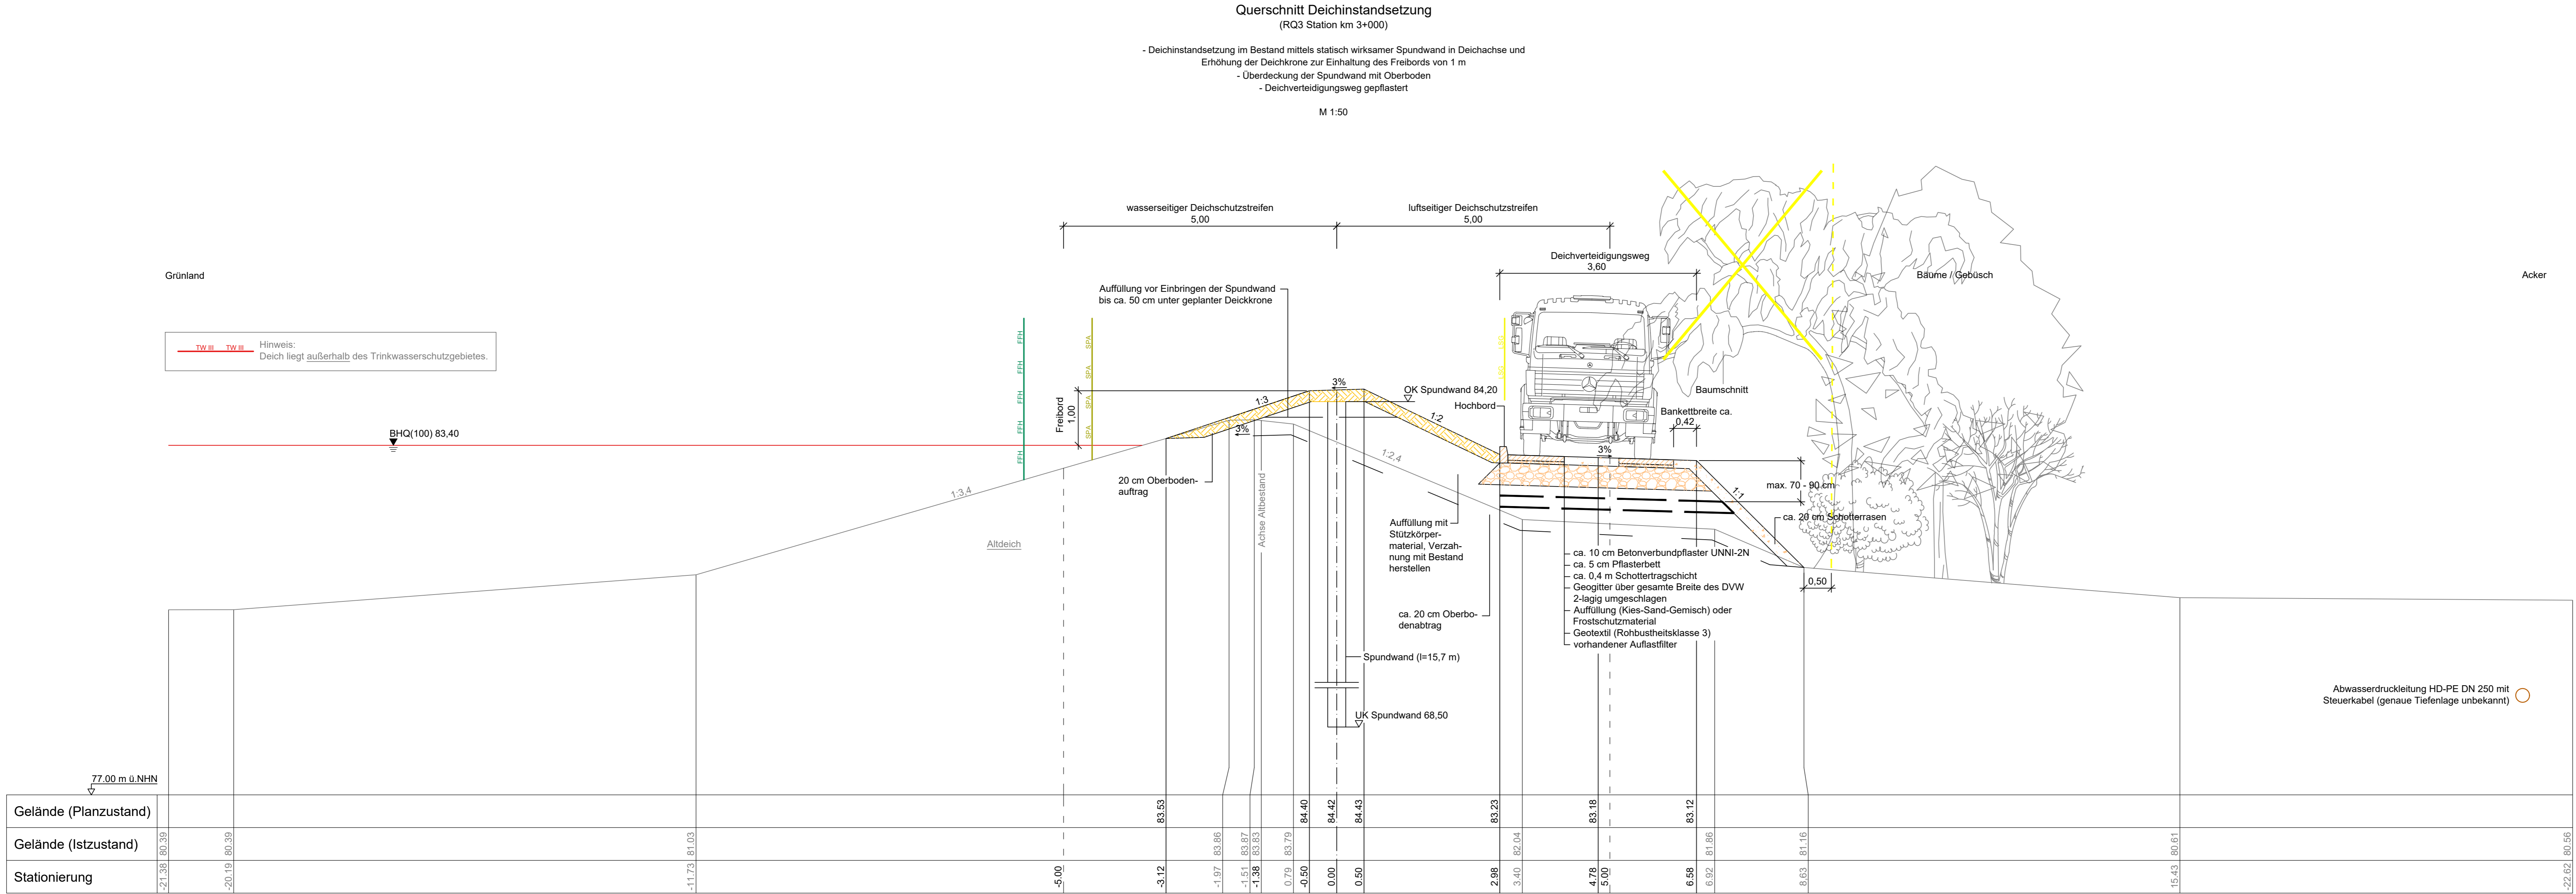 Querschnitt Deichinstandsetzung
(RQ3 Station km 3+000)
- Deichinstandsetzung im Bestand mittels statisch wirksamer Spundwand in Deichachse und
Erhöhung der Deichkrone zur Einhaltung des Freibords von 1 m
- Überdeckung der Spundwand mit Oberboden
- Deichverteidigungsweg gepflastert
M 1:50
wasserseitiger Deichschutzstreifen
5,00
luftseitiger Deichschutzstreifen
5,00
Deichverteidigungsweg
3,60
Grünland
Bäume / Gebüsch
Acker
Auffüllung vor Einbringen der Spundwand
bis ca. 50 cm unter geplanter Deickkrone
TW III TW III
Hinweis:
Deich liegt außerhalb des Trinkwasserschutzgebietes.
FFH
FFH
FFH
FFH
FFH
SPA
SPA
SPA
SPA
Freibord
1,00
BHQ(100) 83,40
1:3
3%
3%
1:2
OK Spundwand 84,20
Hochbord
Baumschnitt
Bankettbreite ca.
0,42
3%
1:2,4
1:3,4
1:1
max. 70 - 90 cm
20 cm Oberboden-
auftrag
Achse Altbestand
Altdeich
Auffüllung mit
Stützkörper-
material, Verzah-
nung mit Bestand
herstellen
ca. 20 cm Schotterrasen
ca. 10 cm Betonverbundpflaster UNNI-2N
ca. 5 cm Pflasterbett
ca. 0,4 m Schottertragschicht
Geogitter über gesamte Breite des DVW
2-lagig umgeschlagen
Auffüllung (Kies-Sand-Gemisch) oder
Frostschutzmaterial
Geotextil (Rohbustheitsklasse 3)
vorhandener Auflastfilter
0,50
ca. 20 cm Oberbo-
denabtrag
Spundwand (l=15,7 m)
UK Spundwand 68,50
Abwasserdruckleitung HD-PE DN 250 mit
Steuerkabel (genaue Tiefenlage unbekannt)
77.00 m ü.NHN
Gelände (Planzustand) 83.53 84.40 84.42 84.43 83.23 83.18 83.12
Gelände (Istzustand) 80.39 80.39 81.03 83.86 83.87 83.83 83.79 82.04 81.86 81.16 80.61 80.56
Stationierung -21.38 -20.19 -11.73 -5.00 -3.12 -1.97 -1.51 -1.38 0.79 -0.50 0.00 0.50 2.98 3.40 4.78 5.00 6.58 6.92 8.63 -15.43 -22.62